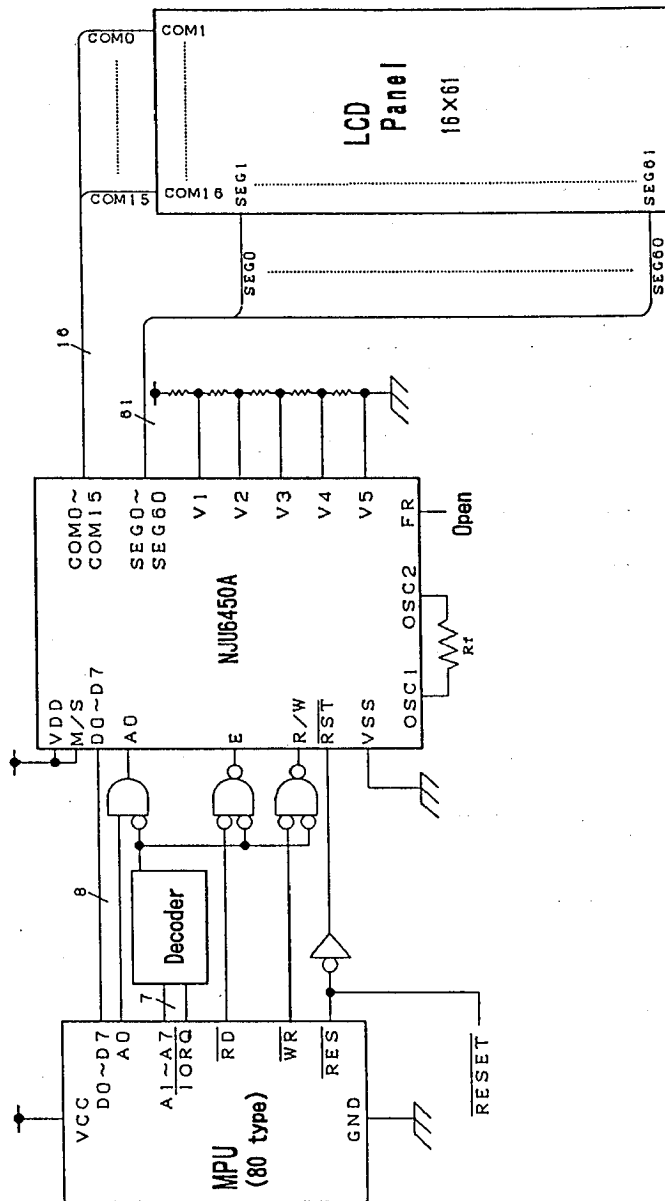 MPU
(80 type)
VCC
D0~D7
A0
A1~A7
IORQ
RD
WR
RES
GND
RESET
8
7
Decoder
VDD
M/S
D0~D7
A0
E
R/W
RST
VSS
NJU6450A
COM0~
COM15
SEG0~
SEG60
V1
V2
V3
V4
V5
FR
OSC1
OSC2
Rf
Open
16
61
COM0
COM15
SEG0
SEG60
COM1
COM16
SEG1
SEG61
LCD
Panel
16×61